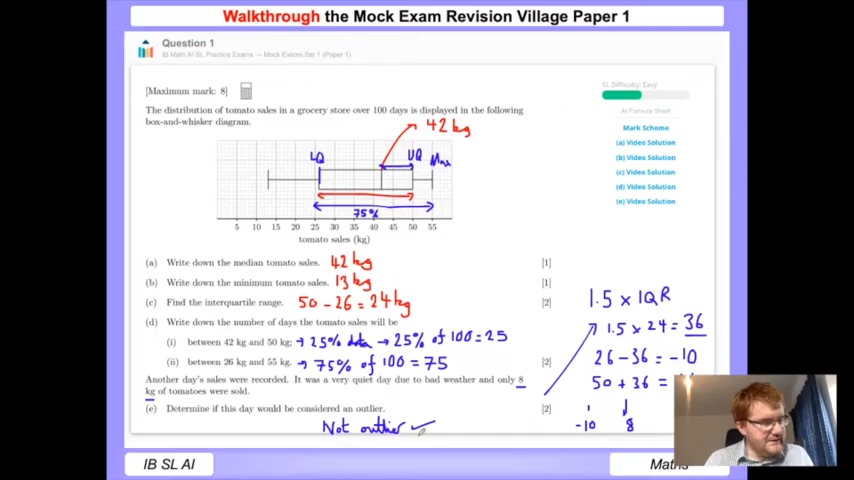 Walkthrough the Mock Exam Revision Village Paper 1
Question 1
IB Math AI SL Practice Exams → Mock Exams Set 1 (Paper 1)
[Maximum mark: 8]
SL Difficulty: Easy
AI Formula Sheet
Mark Scheme
(a) Video Solution
(b) Video Solution
(c) Video Solution
(d) Video Solution
(e) Video Solution
The distribution of tomato sales in a grocery store over 100 days is displayed in the following
box-and-whisker diagram.
42 kg
LQ
UQ
Max
75%
5 10 15 20 25 30 35 40 45 50 55
tomato sales (kg)
(a) Write down the median tomato sales. 42 kg [1]
(b) Write down the minimum tomato sales. 13 kg [1]
(c) Find the interquartile range. 50 - 26 = 24 kg [2]
(d) Write down the number of days the tomato sales will be
(i) between 42 kg and 50 kg; → 25% data → 25% of 100 = 25
(ii) between 26 kg and 55 kg. → 75% of 100 = 75 [2]
Another day's sales were recorded. It was a very quiet day due to bad weather and only 8
kg of tomatoes were sold.
(e) Determine if this day would be considered an outlier. [2]
Not outlier ✓
1.5 × IQR
1.5 × 24 = 36
26 - 36 = -10
50 + 36 =
-10 8
IB SL AI
Maths